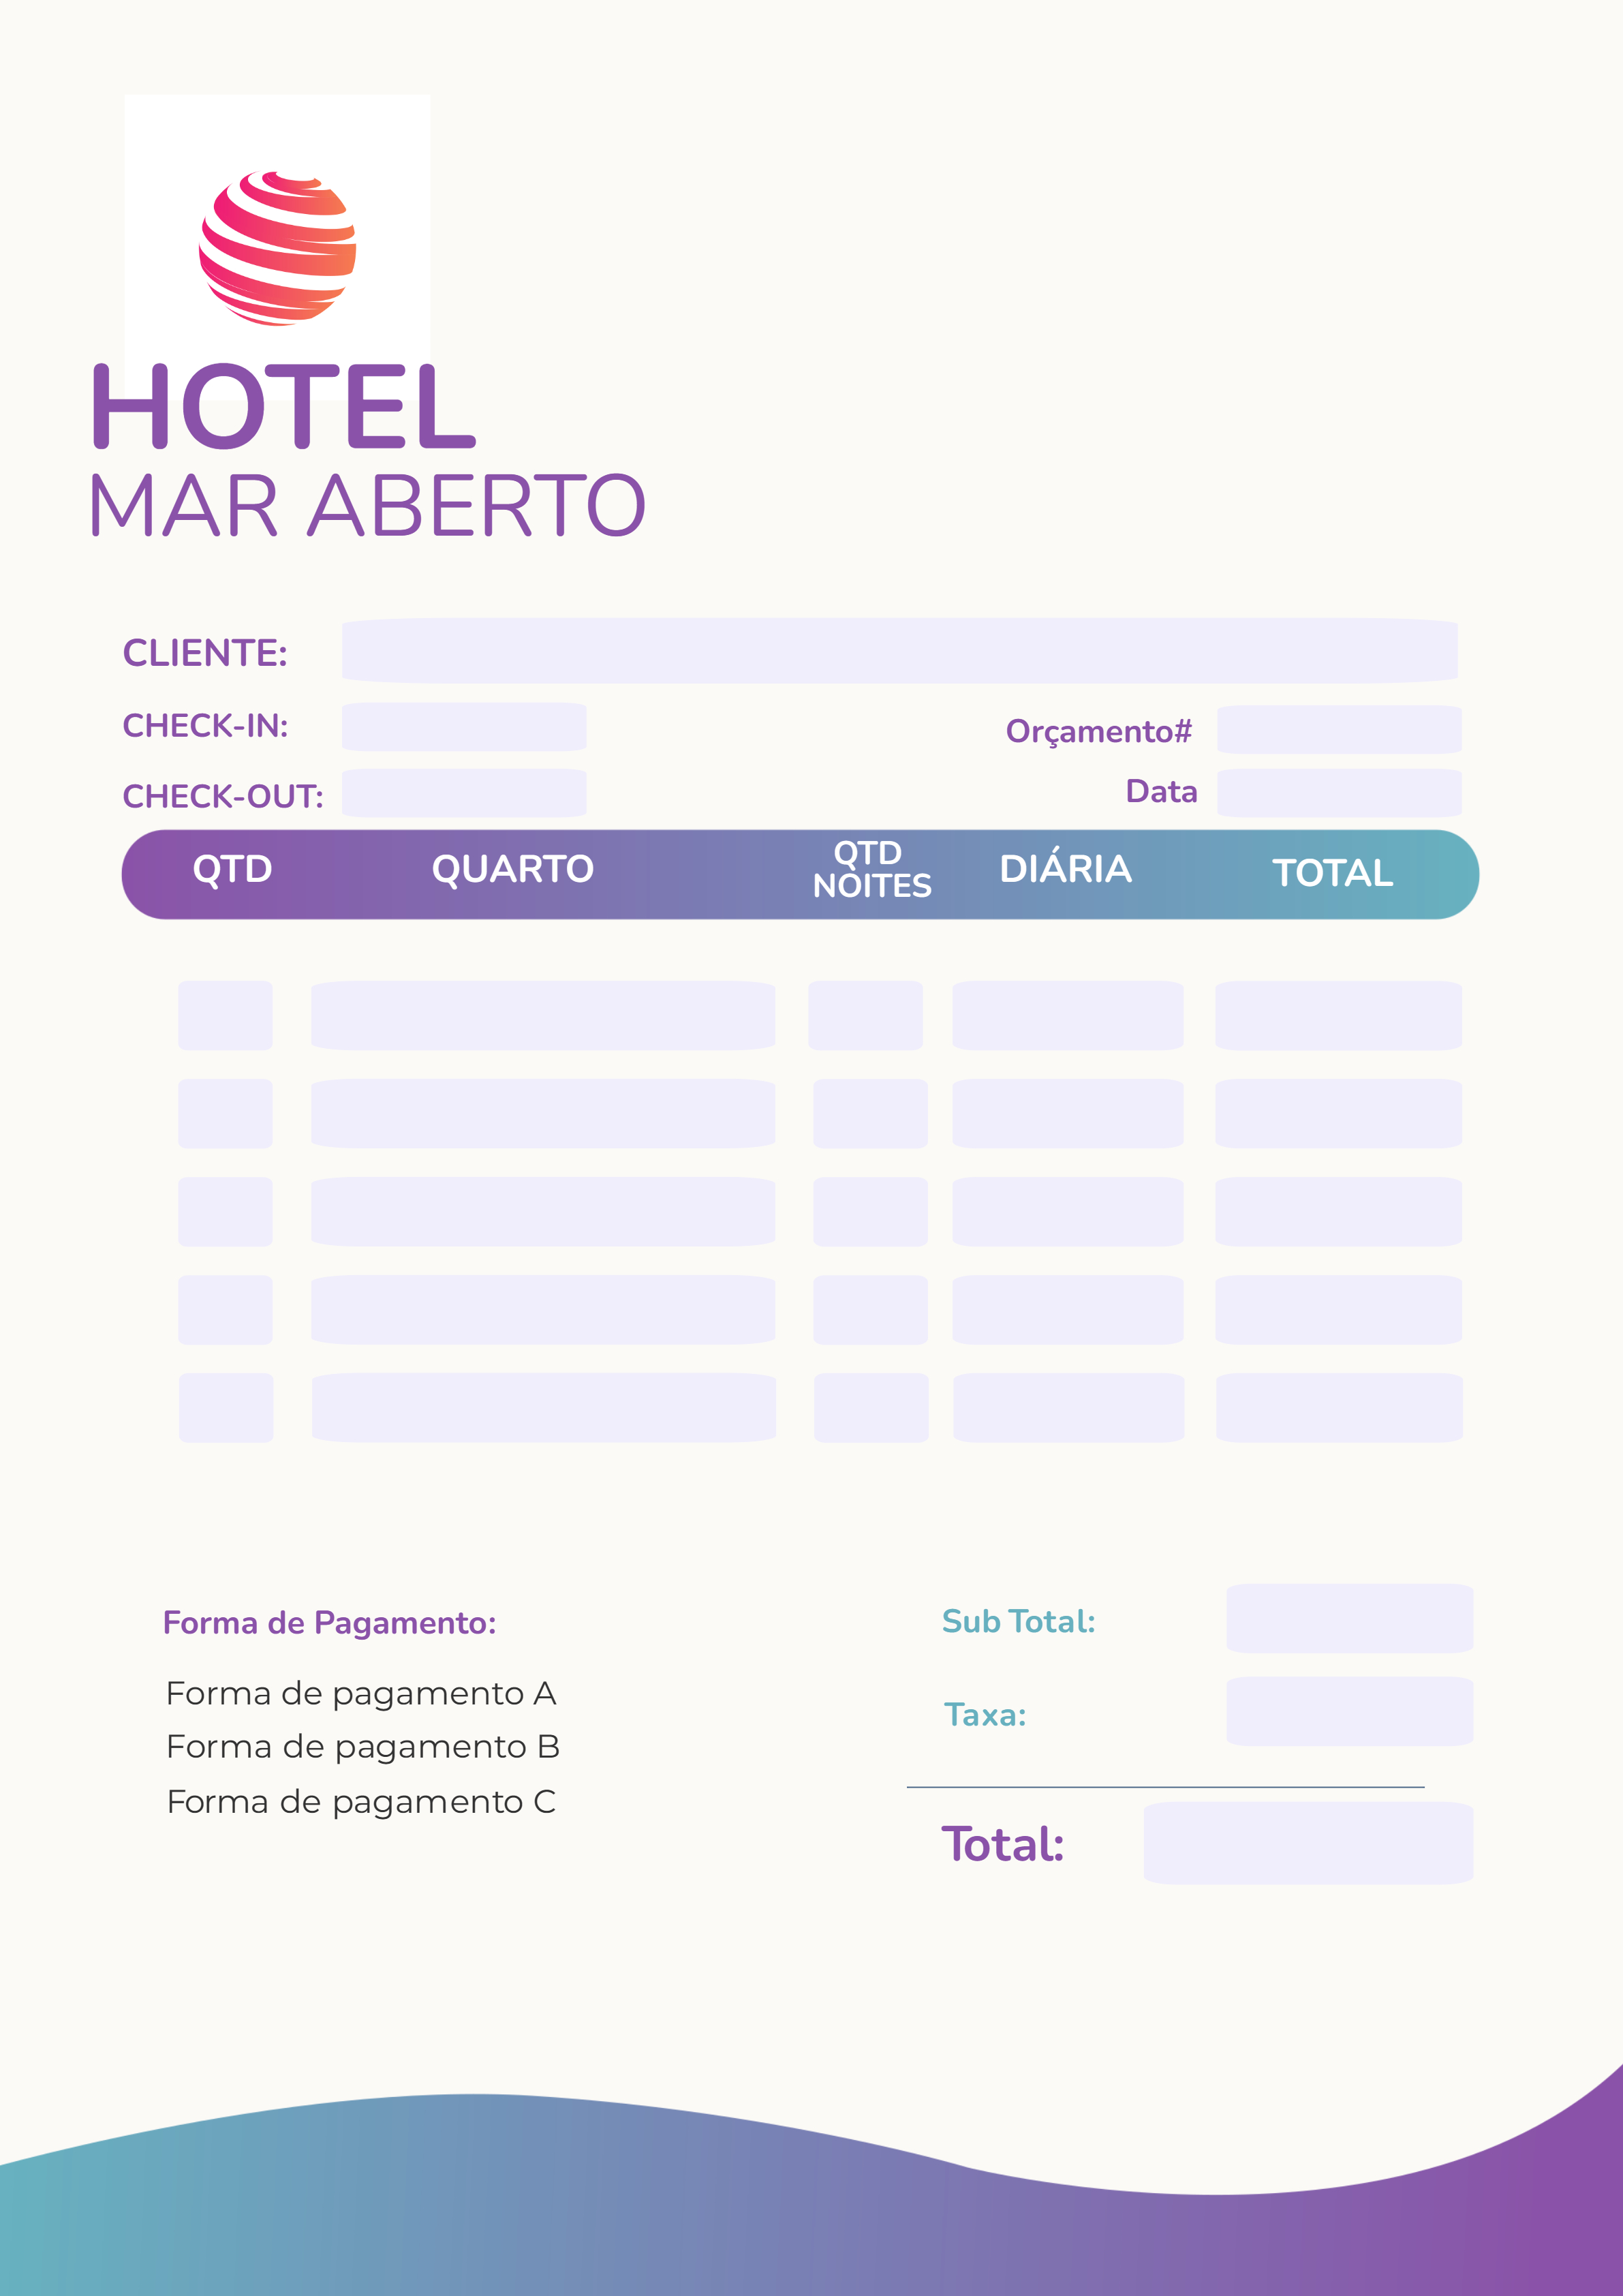 HOTEL
MAR ABERTO
CLIENTE:
CHECK-IN:
Orçamento#
CHECK-OUT:
Data
QTD QUARTO QTD NOITES DIÁRIA TOTAL
Forma de Pagamento:
Forma de pagamento A
Forma de pagamento B
Forma de pagamento C
Sub Total:
Taxa:
Total: